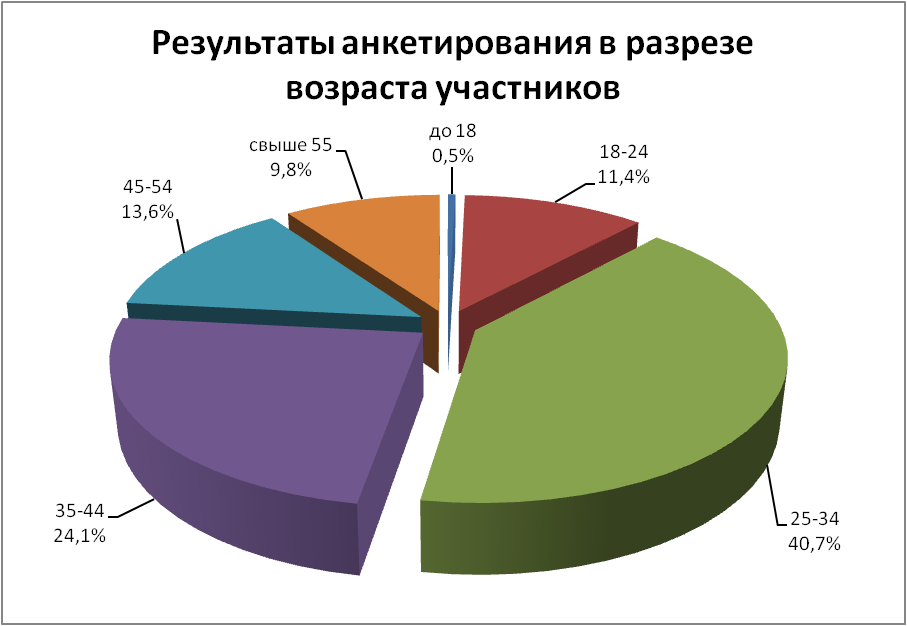 Результаты анкетирования в разрезе
возраста участников
до 18
0,5%
18-24
11,4%
25-34
40,7%
35-44
24,1%
45-54
13,6%
свыше 55
9,8%